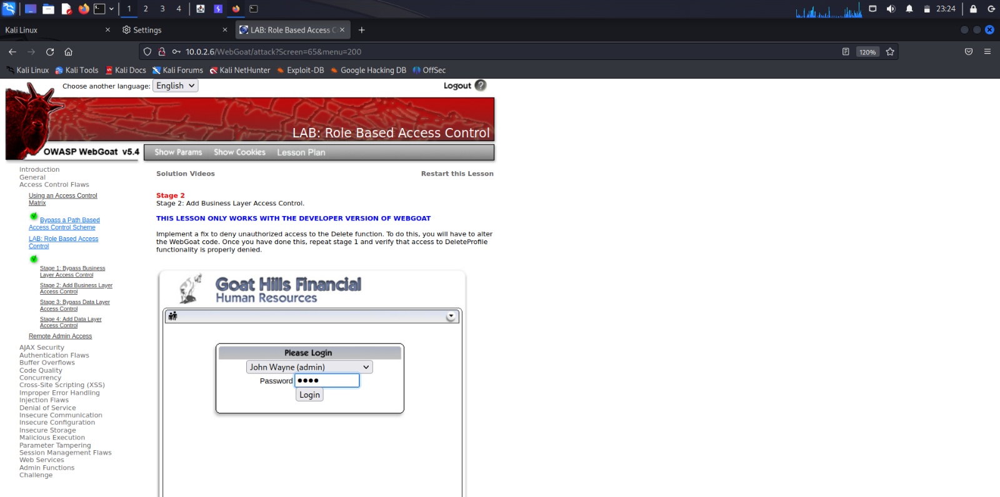 1 2 3 4 23:24
Kali Linux Settings LAB: Role Based Access C
10.0.2.6/WebGoat/attack?Screen=65&menu=200 120%
Kali Linux Kali Tools Kali Docs Kali Forums Kali NetHunter Exploit-DB Google Hacking DB OffSec
Choose another language: English Logout ?
LAB: Role Based Access Control
OWASP WebGoat v5.4 Show Params Show Cookies Lesson Plan
Introduction
General
Access Control Flaws
Using an Access Control
Matrix
Bypass a Path Based
Access Control Scheme
LAB: Role Based Access
Control
Stage 1: Bypass Business
Layer Access Control
Stage 2: Add Business Layer
Access Control
Stage 3: Bypass Data Layer
Access Control
Stage 4: Add Data Layer
Access Control
Remote Admin Access
AJAX Security
Authentication Flaws
Buffer Overflows
Code Quality
Concurrency
Cross-Site Scripting (XSS)
Improper Error Handling
Injection Flaws
Denial of Service
Insecure Communication
Insecure Configuration
Insecure Storage
Malicious Execution
Parameter Tampering
Session Management Flaws
Web Services
Admin Functions
Challenge
Solution Videos Restart this Lesson
Stage 2
Stage 2: Add Business Layer Access Control.
THIS LESSON ONLY WORKS WITH THE DEVELOPER VERSION OF WEBGOAT
Implement a fix to deny unauthorized access to the Delete function. To do this, you will have to alter
the WebGoat code. Once you have done this, repeat stage 1 and verify that access to DeleteProfile
functionality is properly denied.
Goat Hills Financial
Human Resources
Please Login
John Wayne (admin)
Password ●●●●
Login